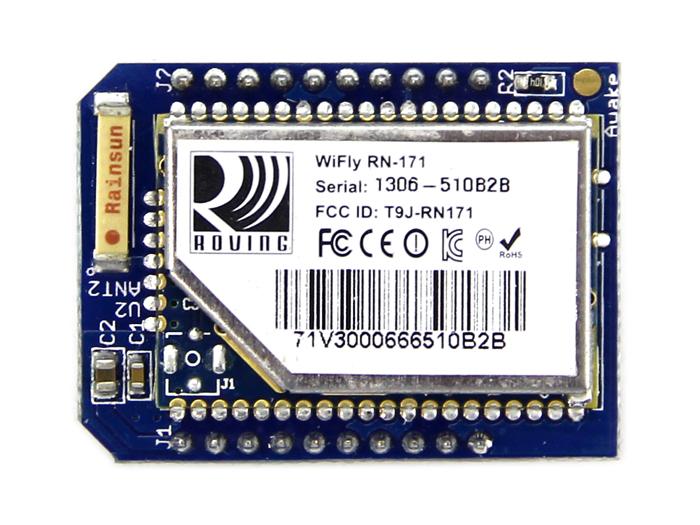 J2
R2
Awake
Rainsun
WiFly RN-171
Serial: 1306-510B2B
FCC ID: T9J-RN171
ROVING
FC CE PH RoHS
71V3000666510B2B
ANT2
U2
C2
C1
J1
J1